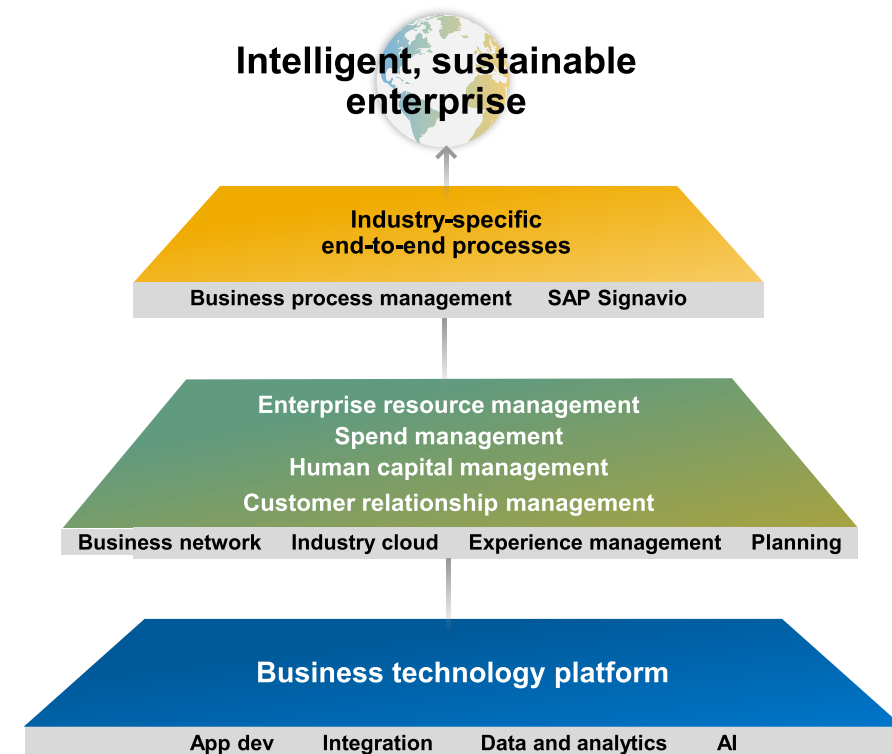 Intelligent, sustainable
enterprise
Industry-specific
end-to-end processes
Business process management SAP Signavio
Enterprise resource management
Spend management
Human capital management
Customer relationship management
Business network Industry cloud Experience management Planning
Business technology platform
App dev Integration Data and analytics AI